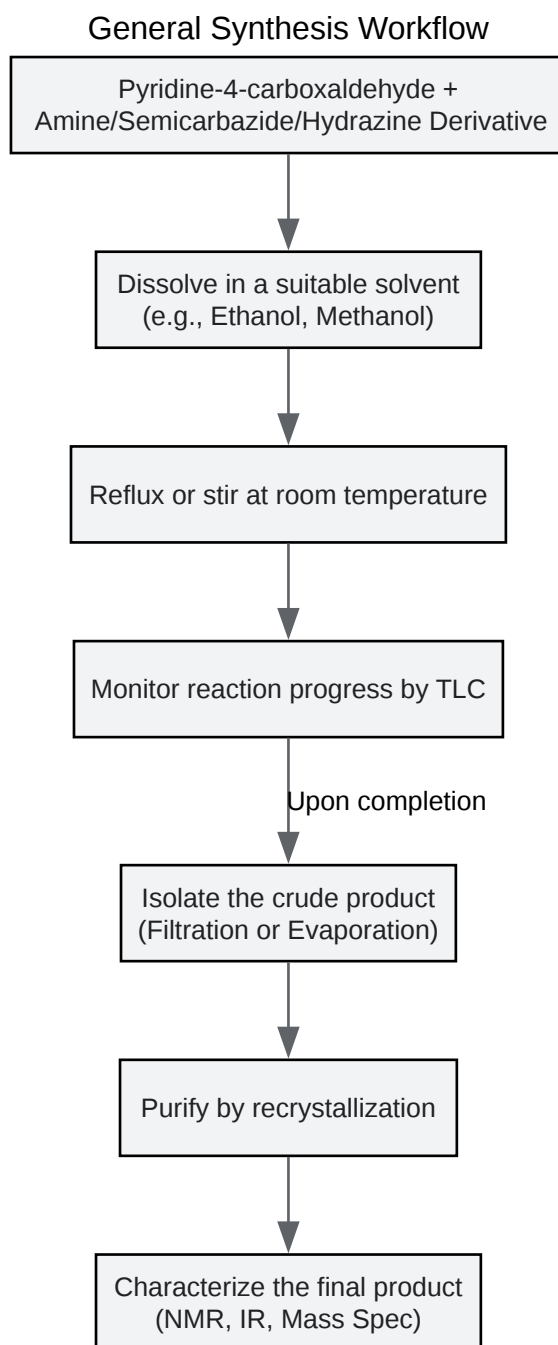 General Synthesis Workflow
Pyridine-4-carboxaldehyde +
Amine/Semicarbazide/Hydrazine Derivative
Dissolve in a suitable solvent
(e.g., Ethanol, Methanol)
Reflux or stir at room temperature
Monitor reaction progress by TLC
Upon completion
Isolate the crude product
(Filtration or Evaporation)
Purify by recrystallization
Characterize the final product
(NMR, IR, Mass Spec)